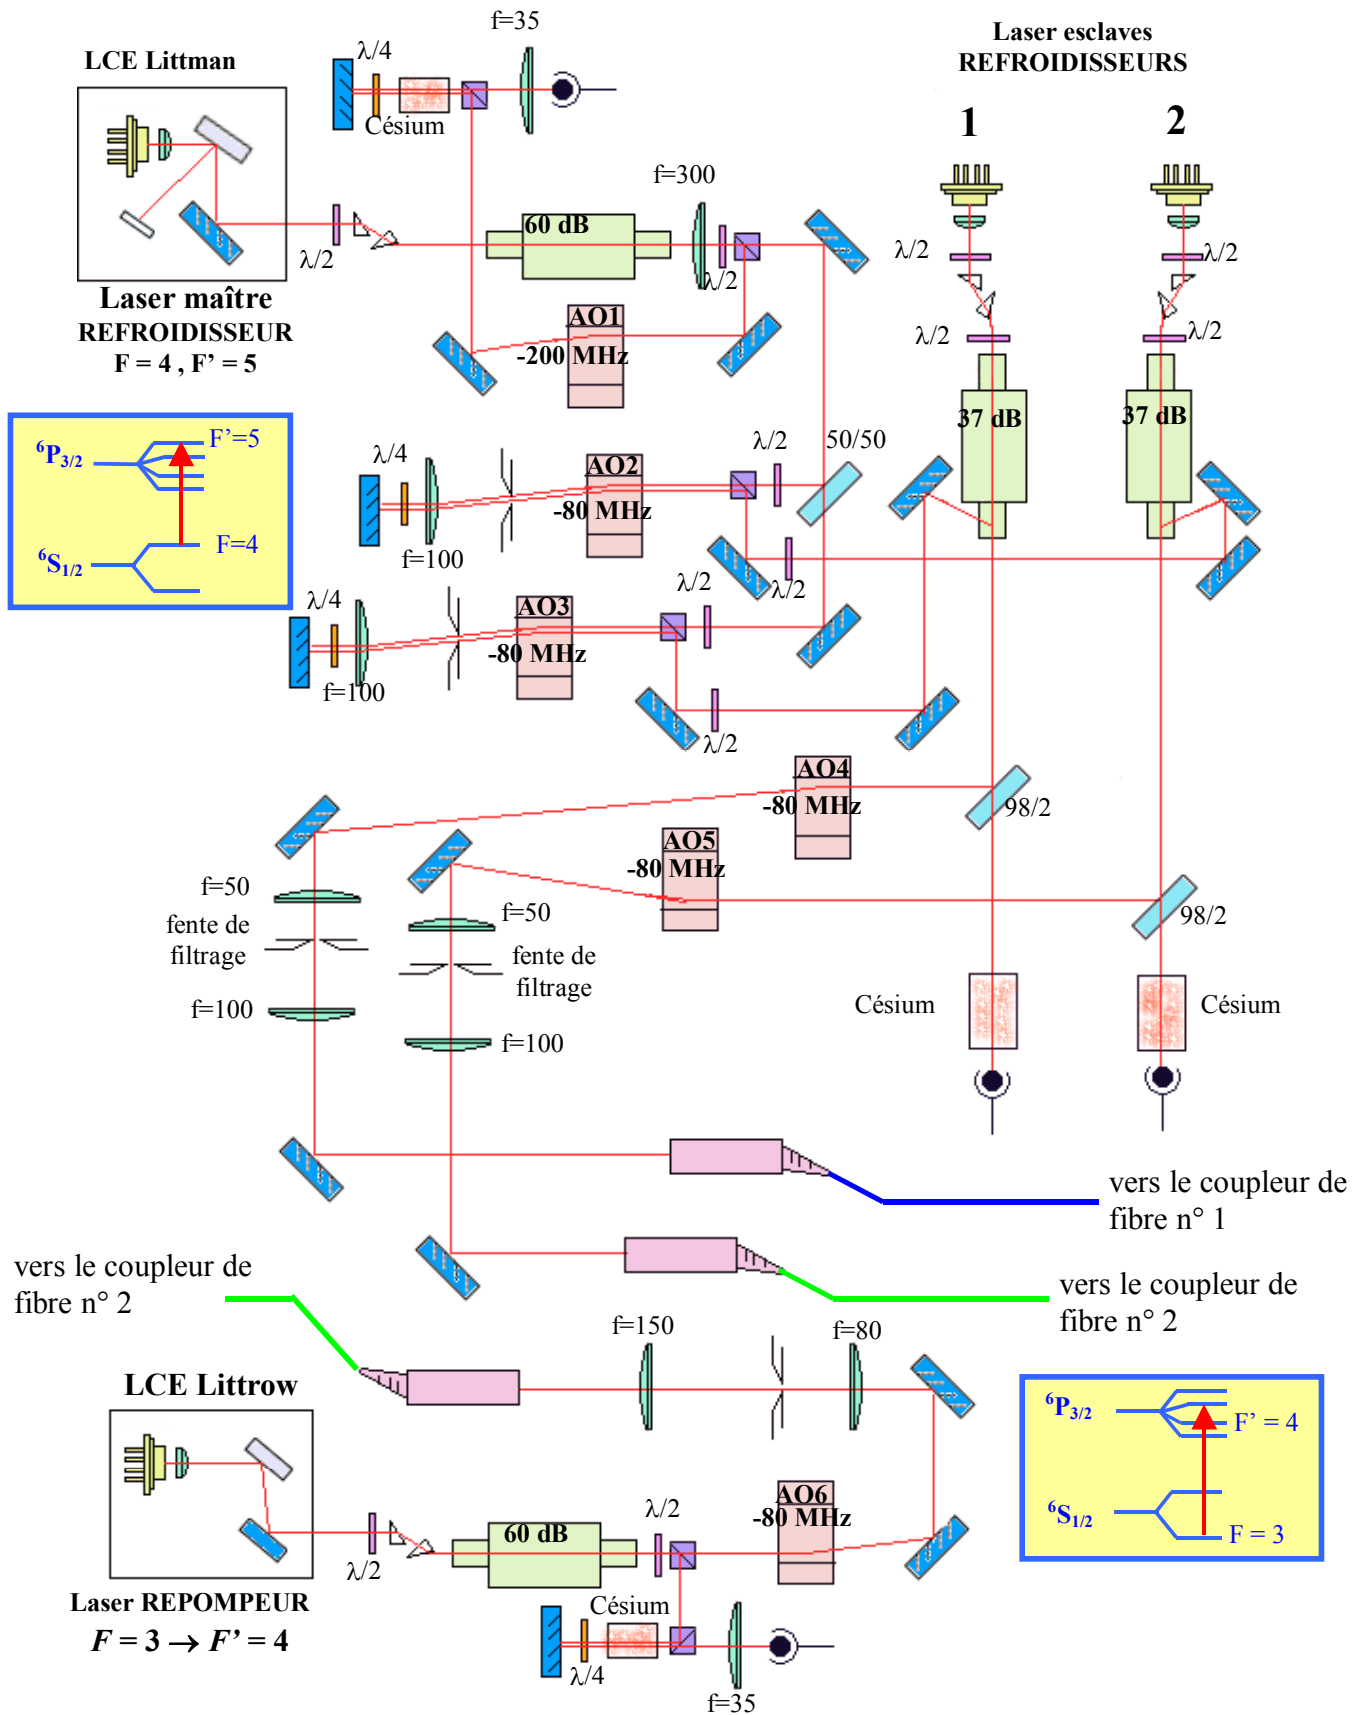 f=35
Laser esclaves
REFROIDISSEURS
LCE Littman
λ/4
Césium
1
2
f=300
60 dB
λ/2
λ/2
λ/2
λ/2
Laser maître
REFROIDISSEUR
F = 4 , F’ = 5
AO1
-200 MHz
λ/2
λ/2
37 dB
37 dB
6P3/2
F'=5
F=4
6S1/2
λ/4
AO2
-80 MHz
λ/2
50/50
f=100
λ/2
λ/4
AO3
-80 MHz
λ/2
f=100
λ/2
AO4
-80 MHz
98/2
AO5
-80 MHz
98/2
f=50
fente de
filtrage
f=50
fente de
filtrage
f=100
f=100
Césium
Césium
vers le coupleur de
fibre n° 1
vers le coupleur de
fibre n° 2
vers le coupleur de
fibre n° 2
f=150
f=80
LCE Littrow
6P3/2
F’ = 4
6S1/2
F = 3
λ/2
60 dB
λ/2
AO6
-80 MHz
Laser REPOMPEUR
F = 3 → F’ = 4
Césium
λ/4
f=35